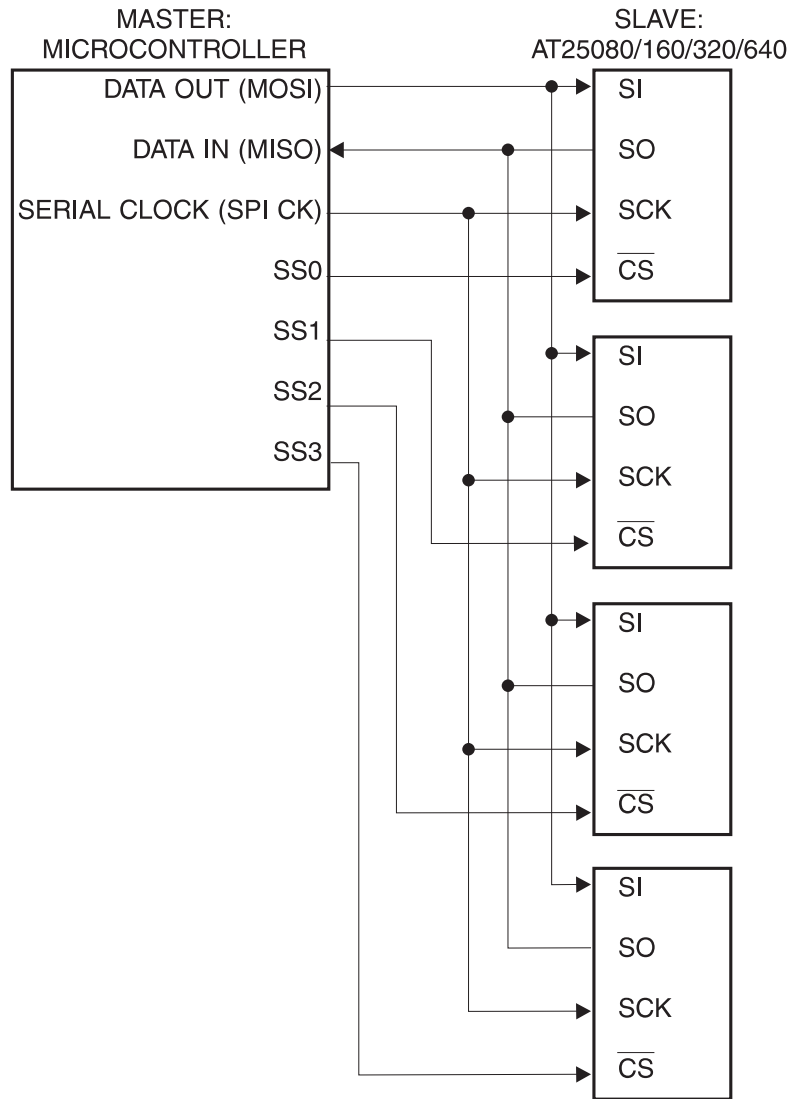 MASTER:
MICROCONTROLLER
SLAVE:
AT25080/160/320/640
DATA OUT (MOSI)
DATA IN (MISO)
SERIAL CLOCK (SPI CK)
SS0
SS1
SS2
SS3
SI
SO
SCK
CS
SI
SO
SCK
CS
SI
SO
SCK
CS
SI
SO
SCK
CS